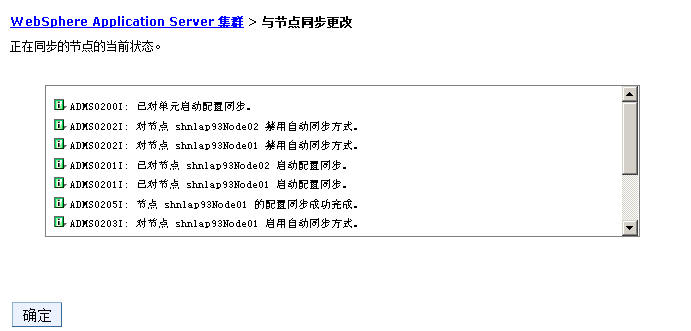 WebSphere Application Server 集群 > 与节点同步更改
正在同步的节点的当前状态。
ADMS0200I: 已对单元启动配置同步。
ADMS0202I: 对节点 shnlap93Node02 禁用自动同步方式。
ADMS0202I: 对节点 shnlap93Node01 禁用自动同步方式。
ADMS0201I: 已对节点 shnlap93Node02 启动配置同步。
ADMS0201I: 已对节点 shnlap93Node01 启动配置同步。
ADMS0205I: 节点 shnlap93Node01 的配置同步成功完成。
ADMS0203I: 对节点 shnlap93Node01 启用自动同步方式。
确定